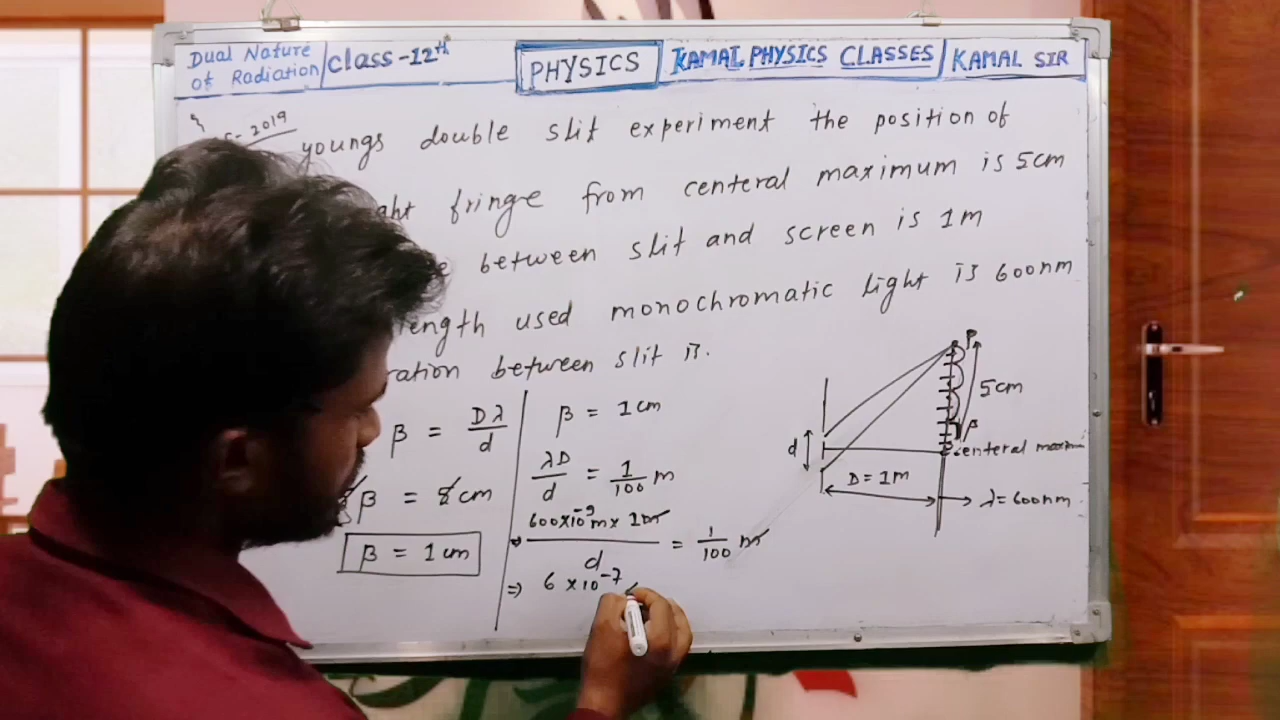 Dual Nature of Radiation
Class -12th
PHYSICS
KAMAL PHYSICS CLASSES
KAMAL SIR
2019
youngs double slit experiment the position of
fringe from centeral maximum is 5cm
between slit and screen is 1m
length used monochromatic light is 600nm
between slit is.
β = Dλ/d
β = cm
β = 1cm
β = 1cm
λD/d = 1/100 m
⇒ 600×10⁻⁹m × 1m / d = 1/100 m
⇒ 6 ×10⁻⁷
P
5cm
β
d
centeral
D = 1m
λ=600nm